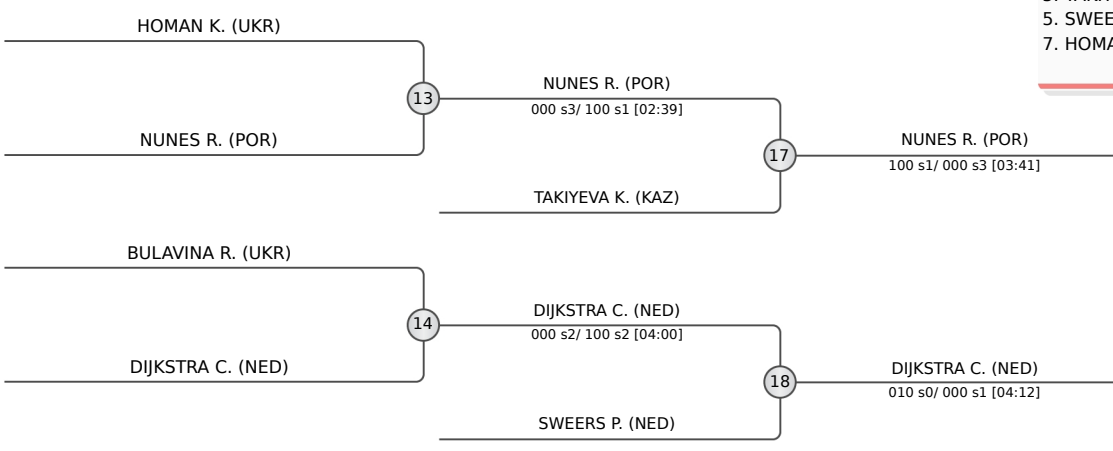 HOMAN K. (UKR)
5.
7.
13
NUNES R. (POR)
000 s3/ 100 s1 [02:39]
NUNES R. (POR)
17
NUNES R. (POR)
100 s1/ 000 s3 [03:41]
TAKIYEVA K. (KAZ)
BULAVINA R. (UKR)
14
DIJKSTRA C. (NED)
000 s2/ 100 s2 [04:00]
DIJKSTRA C. (NED)
18
DIJKSTRA C. (NED)
010 s0/ 000 s1 [04:12]
SWEERS P. (NED)